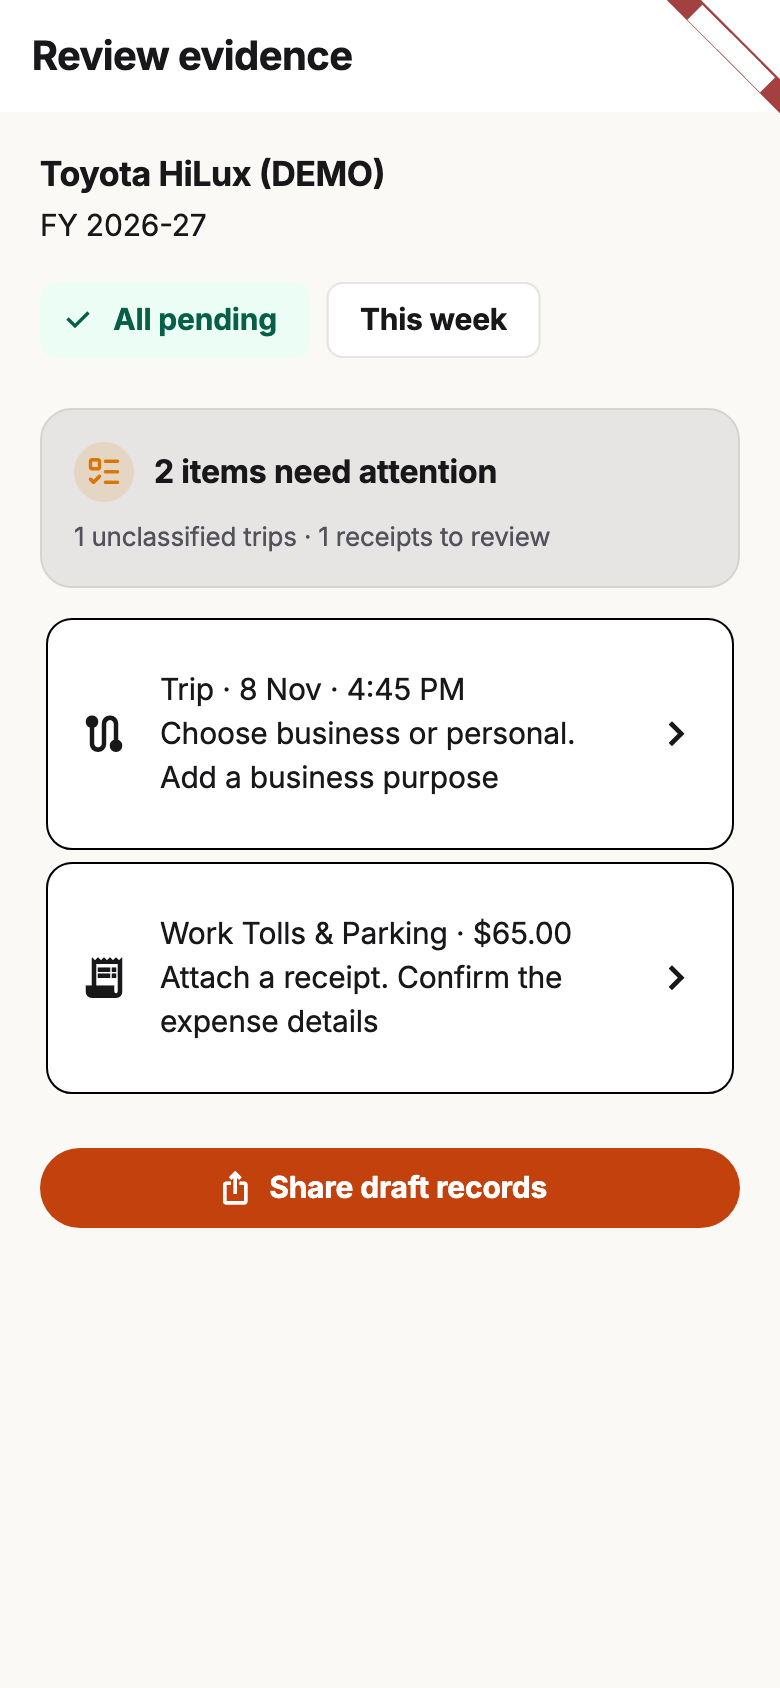 Review evidence
Toyota HiLux (DEMO)
FY 2026-27
All pending
This week
2 items need attention
1 unclassified trips · 1 receipts to review
Trip · 8 Nov · 4:45 PM
Choose business or personal.
Add a business purpose
Work Tolls & Parking · $65.00
Attach a receipt. Confirm the
expense details
Share draft records